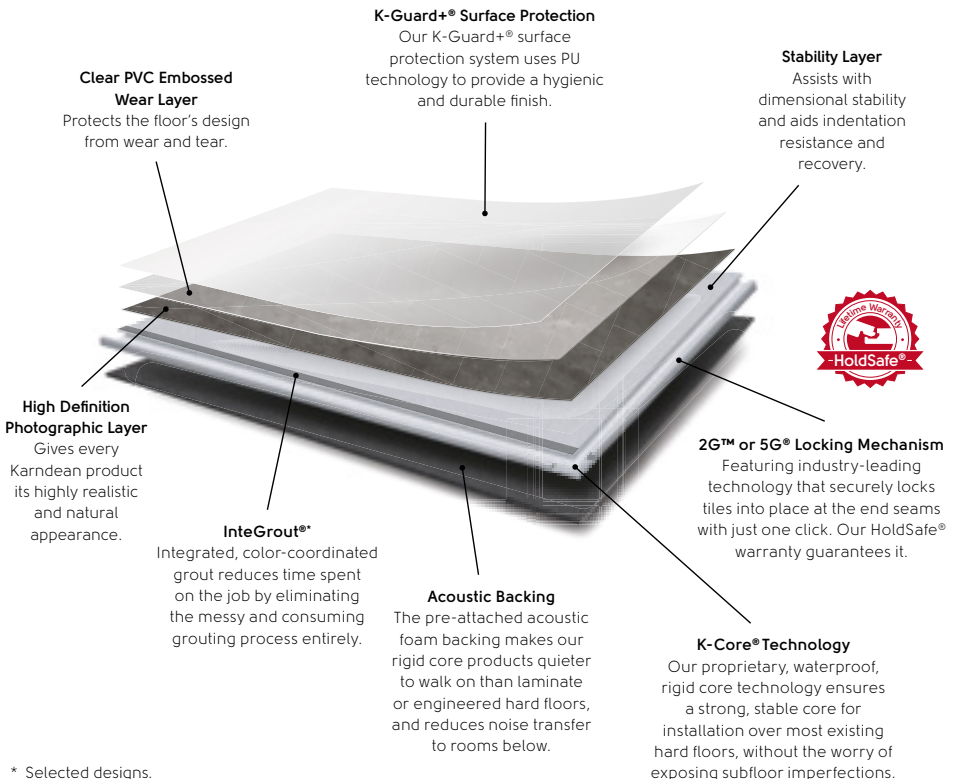 K-Guard+® Surface Protection
Our K-Guard+® surface
protection system uses PU
technology to provide a hygienic
and durable finish.
Clear PVC Embossed
Wear Layer
Protects the floor's design
from wear and tear.
Stability Layer
Assists with
dimensional stability
and aids indentation
resistance and
recovery.
Lifetime Warranty
HoldSafe®
High Definition
Photographic Layer
Gives every
Karndean product
its highly realistic
and natural
appearance.
2G™ or 5G® Locking Mechanism
Featuring industry-leading
technology that securely locks
tiles into place at the end seams
with just one click. Our HoldSafe®
warranty guarantees it.
InteGrout®*
Integrated, color-coordinated
grout reduces time spent
on the job by eliminating
the messy and consuming
grouting process entirely.
Acoustic Backing
The pre-attached acoustic
foam backing makes our
rigid core products quieter
to walk on than laminate
or engineered hard floors,
and reduces noise transfer
to rooms below.
K-Core® Technology
Our proprietary, waterproof,
rigid core technology ensures
a strong, stable core for
installation over most existing
hard floors, without the worry of
exposing subfloor imperfections.
* Selected designs.